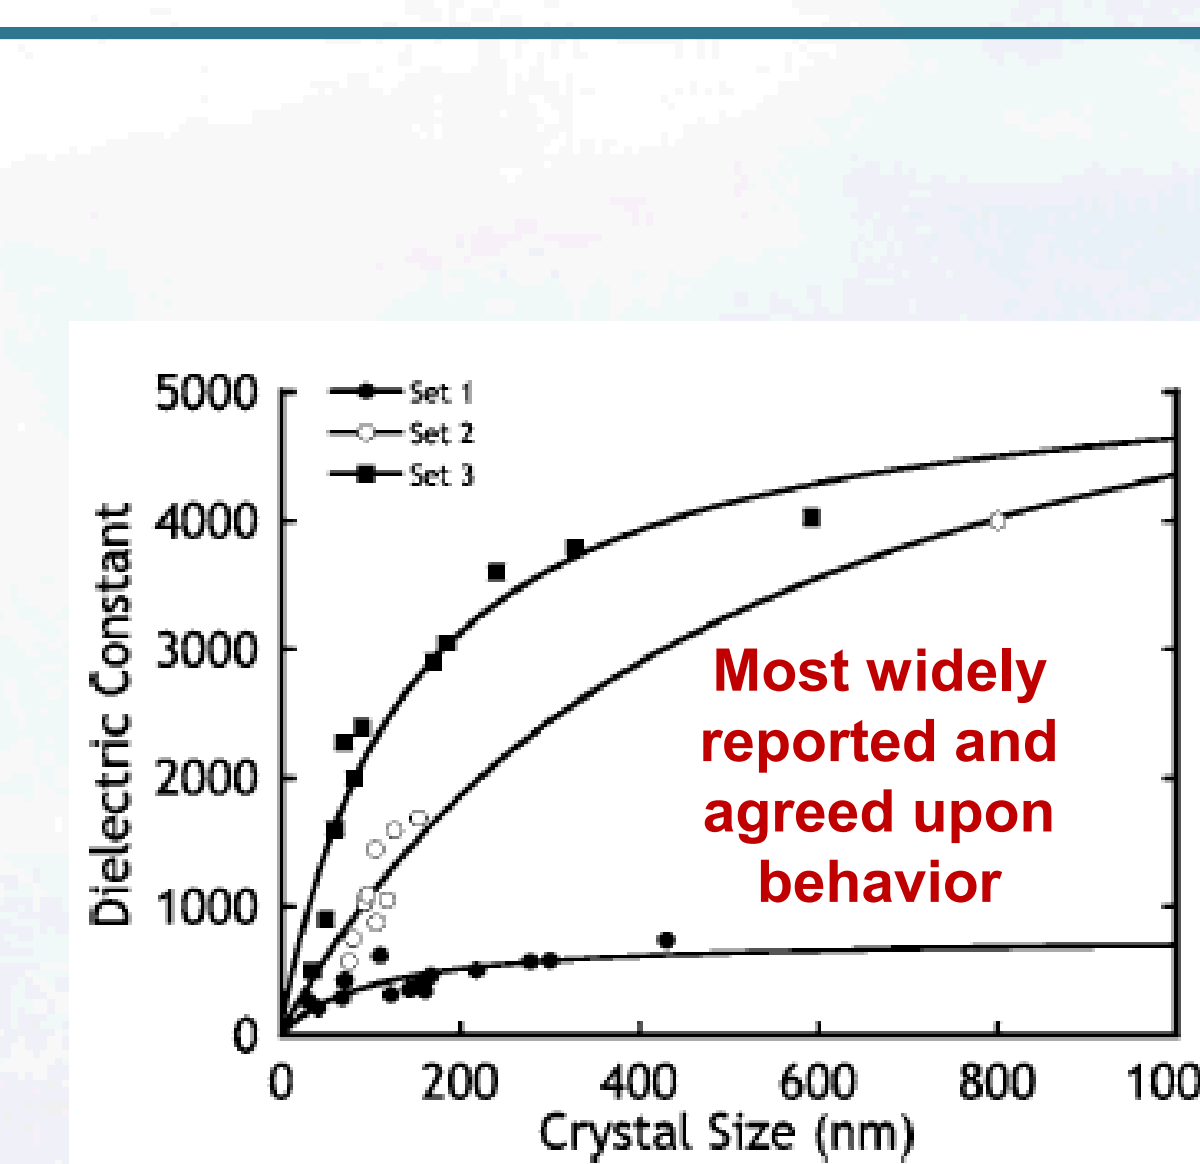 5000
Set 1
Set 2
Set 3
4000
3000
2000
1000
0
Dielectric Constant
Most widely
reported and
agreed upon
behavior
0 200 400 600 800 100
Crystal Size (nm)